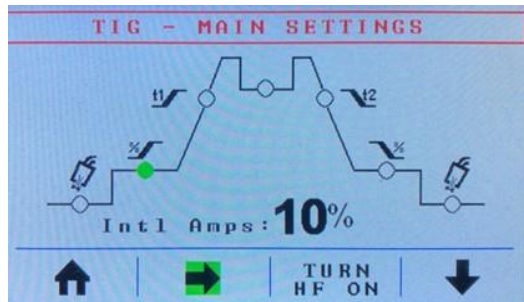 TIG - MAIN SETTINGS
t1
t2
%
%
Intl Amps: 10%
TURN
HF ON